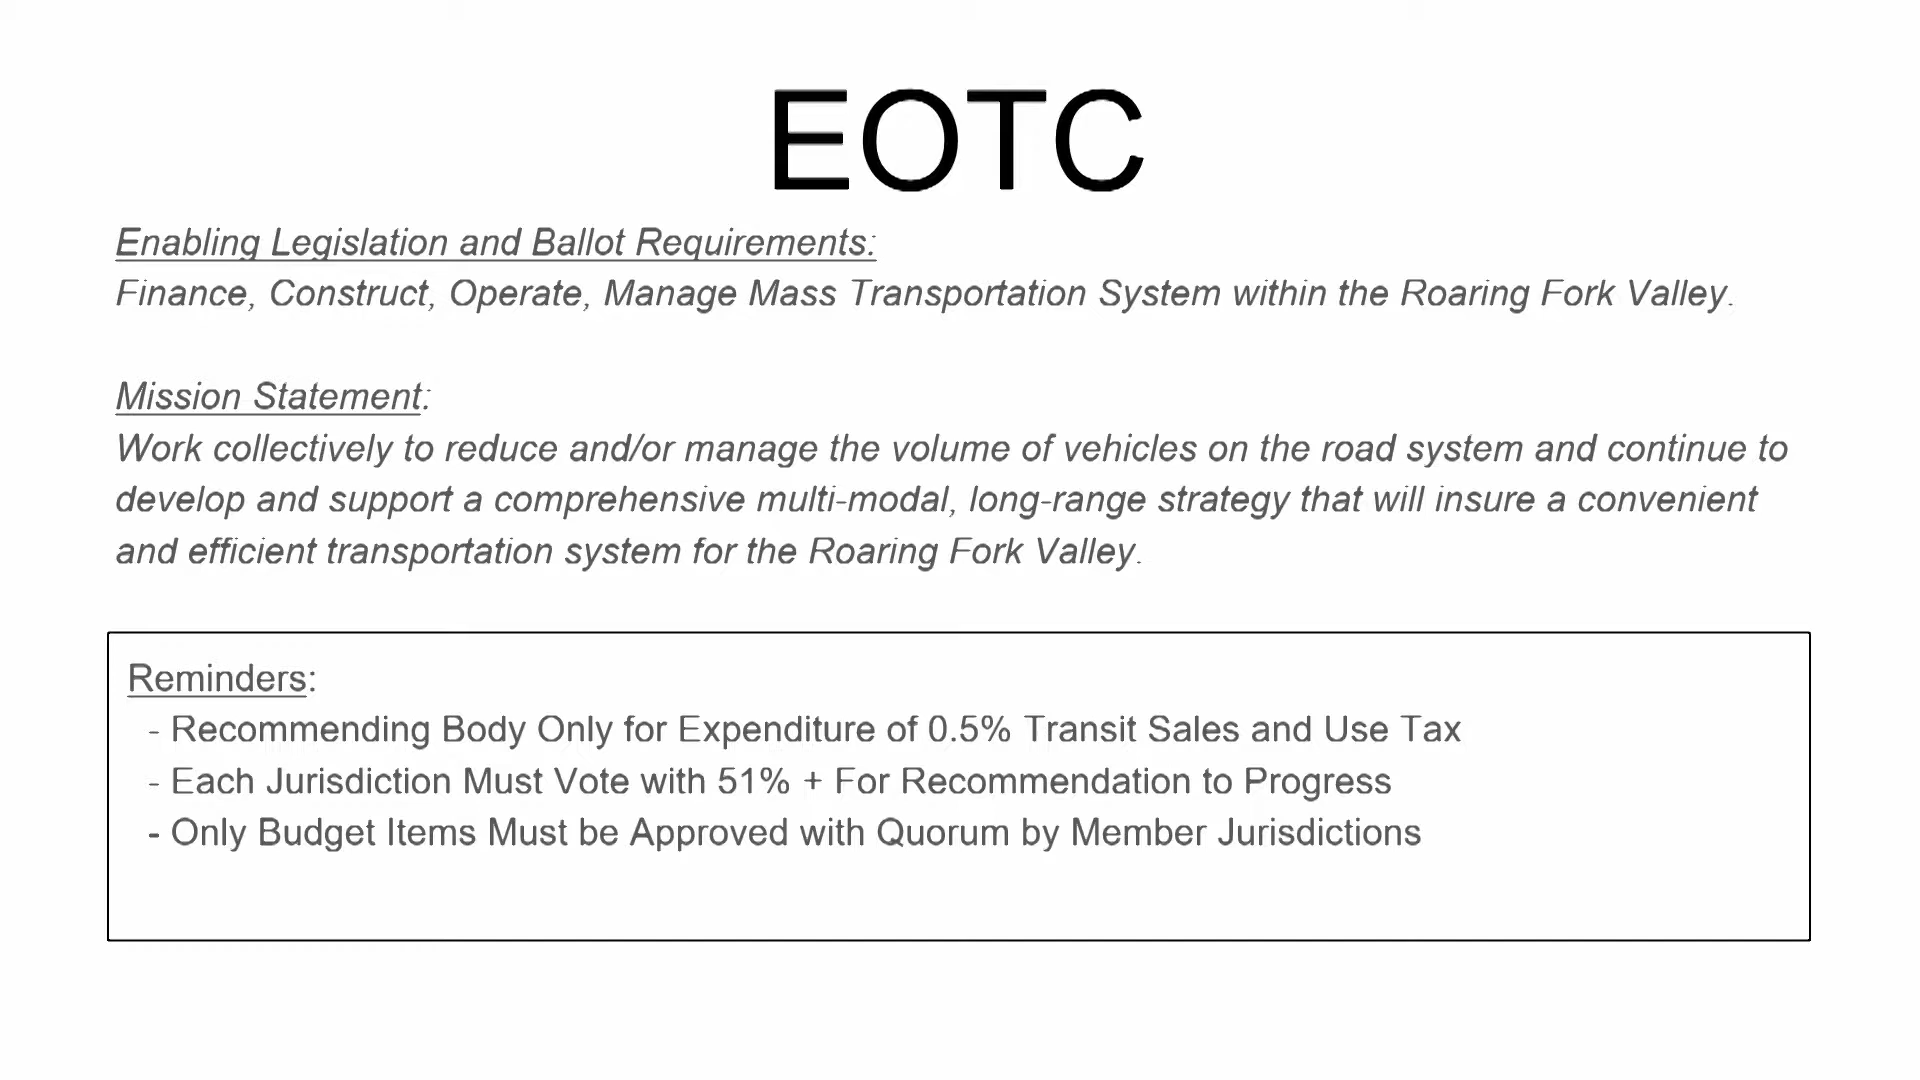 EOTC
Enabling Legislation and Ballot Requirements:
Finance, Construct, Operate, Manage Mass Transportation System within the Roaring Fork Valley.
Mission Statement:
Work collectively to reduce and/or manage the volume of vehicles on the road system and continue to
develop and support a comprehensive multi-modal, long-range strategy that will insure a convenient
and efficient transportation system for the Roaring Fork Valley.
Reminders:
- Recommending Body Only for Expenditure of 0.5% Transit Sales and Use Tax
- Each Jurisdiction Must Vote with 51% + For Recommendation to Progress
- Only Budget Items Must be Approved with Quorum by Member Jurisdictions